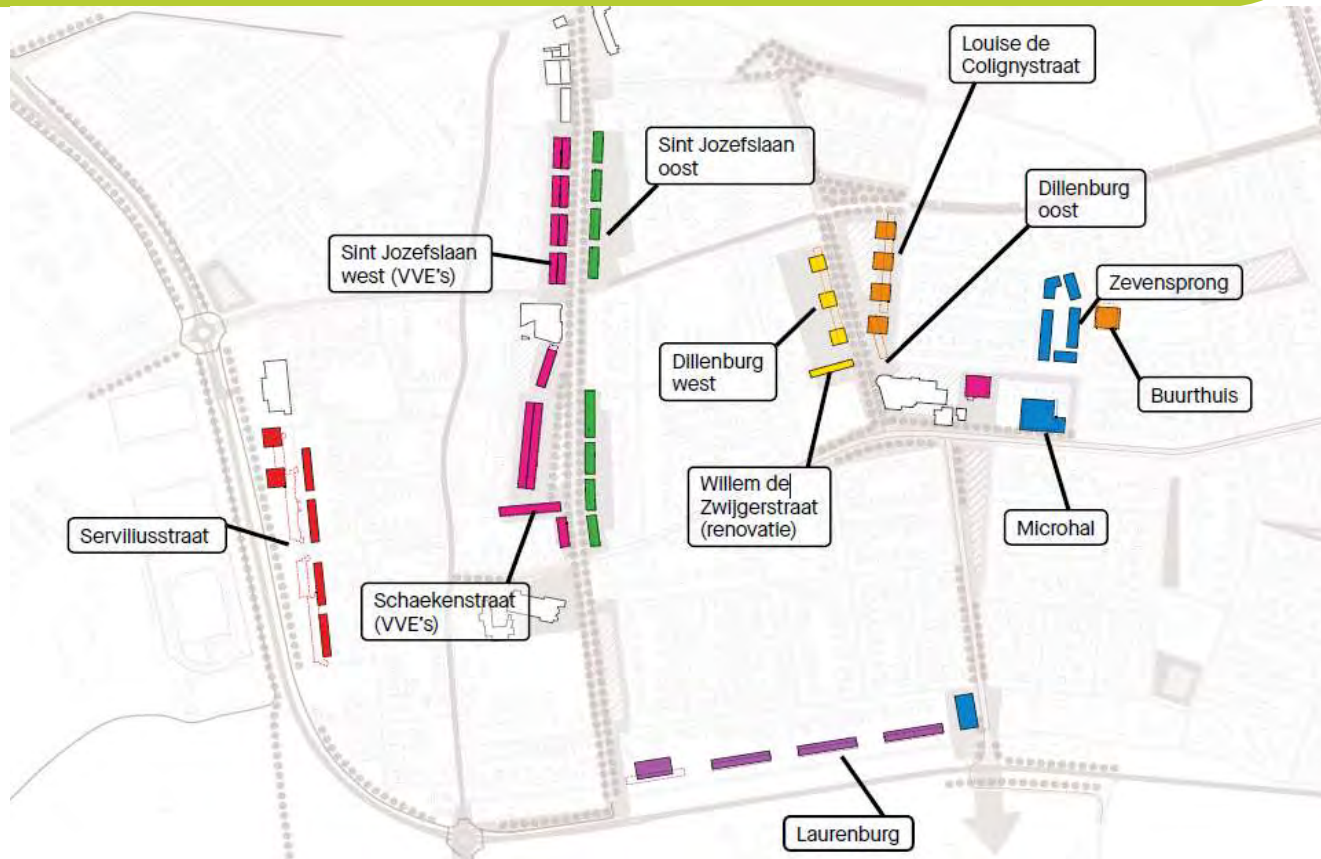 Louise de
Colignystraat
Sint Jozefslaan
oost
Dillenburg
oost
Sint Jozefslaan
west (VVE's)
Zevensprong
Dillenburg
west
Buurthuis
Willem de
Zwijgerstraat
(renovatie)
Serviliusstraat
Microhal
Schaekenstraat
(VVE's)
Laurenburg